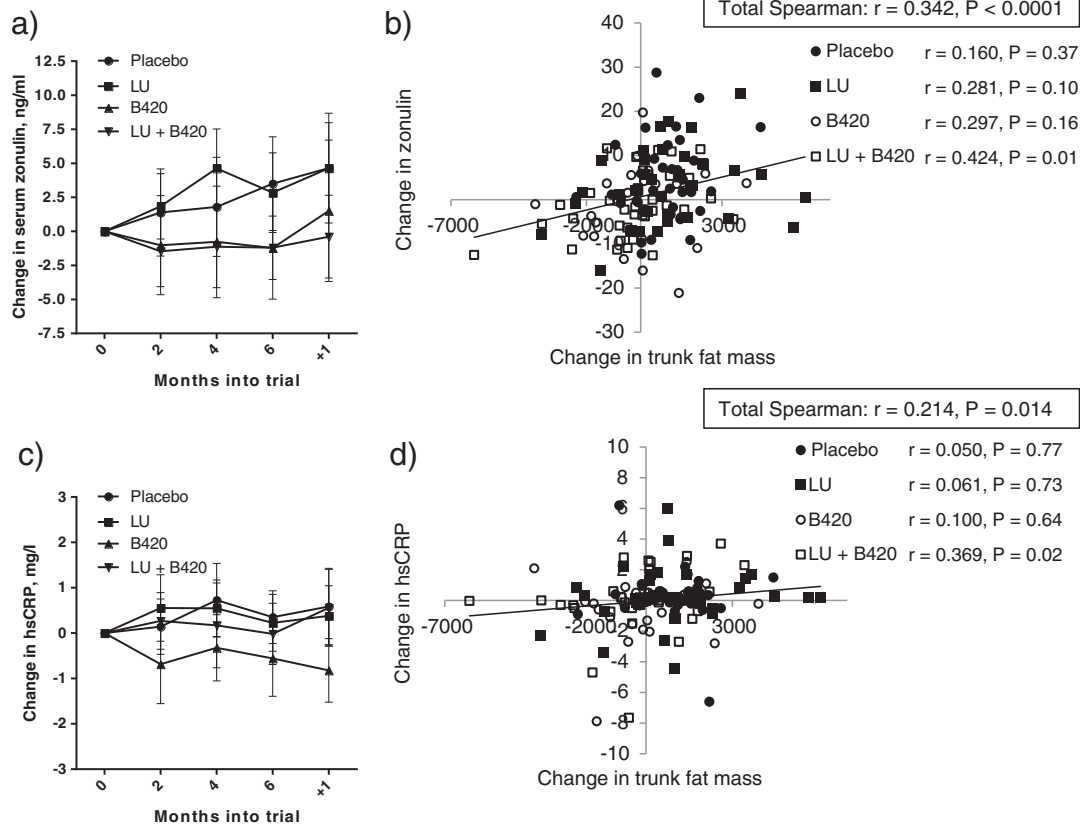 a)
Change in serum zonulin, ng/ml
12.5
10.0
7.5
5.0
2.5
0.0
-2.5
-5.0
-7.5
Placebo
LU
B420
LU + B420
0
2
4
6
+1
Months into trial
b)
Total Spearman: r = 0.342, P < 0.0001
Change in zonulin
40
30
20
10
-10
-20
-30
-7000
-2000
3000
Placebo r = 0.160, P = 0.37
LU r = 0.281, P = 0.10
B420 r = 0.297, P = 0.16
LU + B420 r = 0.424, P = 0.01
Change in trunk fat mass
c)
Change in hsCRP, mg/l
3
2
1
0
-1
-2
-3
Placebo
LU
B420
LU + B420
0
2
4
6
+1
Months into trial
d)
Total Spearman: r = 0.214, P = 0.014
Change in hsCRP
10
8
6
4
2
-2
-4
-6
-8
-10
-7000
-2000
3000
Placebo r = 0.050, P = 0.77
LU r = 0.061, P = 0.73
B420 r = 0.100, P = 0.64
LU + B420 r = 0.369, P = 0.02
Change in trunk fat mass